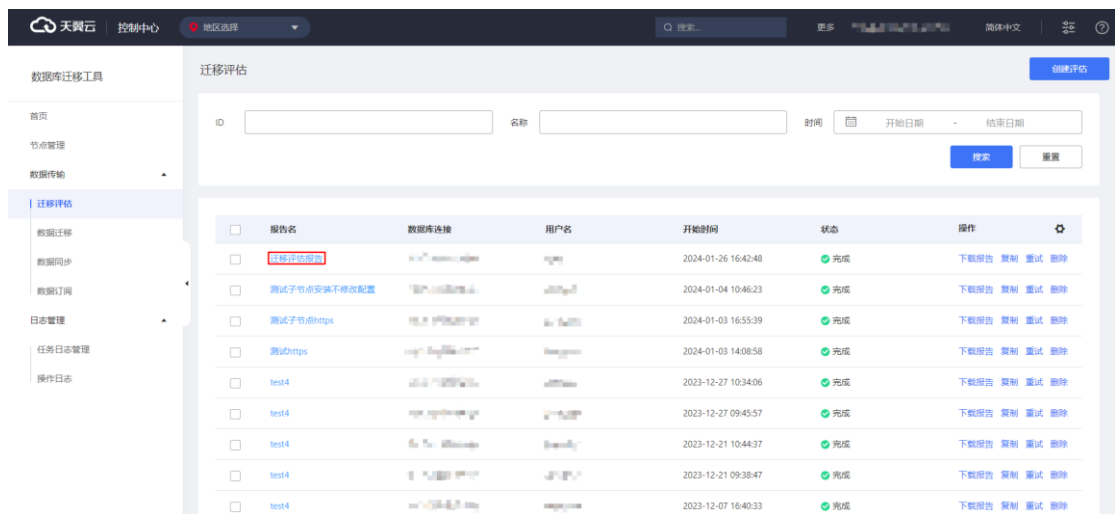 天翼云 控制中心 地区选择 搜索... 更多 简体中文
数据库迁移工具
首页
节点管理
数据传输
迁移评估
数据迁移
数据同步
数据订阅
日志管理
任务日志管理
操作日志
迁移评估 创建评估
ID 名称 时间 开始日期 - 结束日期
搜索 重置
报告名 数据库连接 用户名 开始时间 状态 操作
迁移评估报告 2024-01-26 16:42:48 完成 下载报告 复制 重试 删除
测试子节点安装不修改配置 2024-01-04 10:46:23 完成 下载报告 复制 重试 删除
测试子节点https 2024-01-03 16:55:39 完成 下载报告 复制 重试 删除
测试https 2024-01-03 14:08:58 完成 下载报告 复制 重试 删除
test4 2023-12-27 10:34:06 完成 下载报告 复制 重试 删除
test4 2023-12-27 09:45:57 完成 下载报告 复制 重试 删除
test4 2023-12-21 10:44:37 完成 下载报告 复制 重试 删除
test4 2023-12-21 09:38:47 完成 下载报告 复制 重试 删除
test4 2023-12-07 16:40:33 完成 下载报告 复制 重试 删除